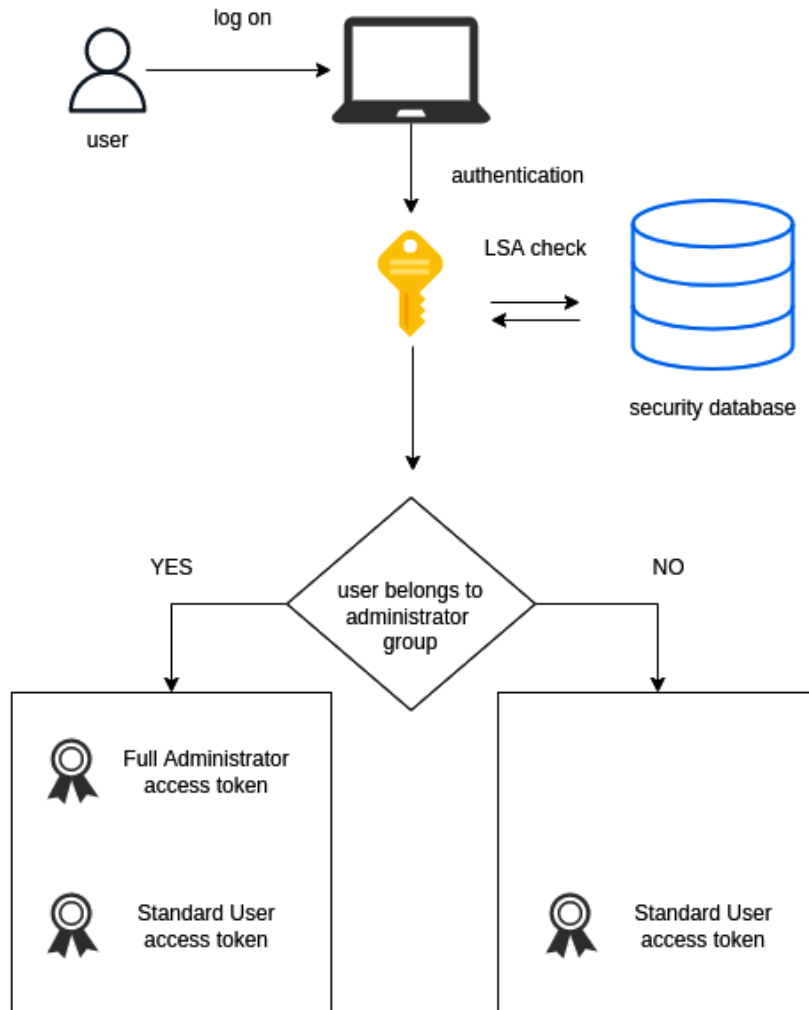 log on
user
authentication
LSA check
security database
YES
NO
user belongs to
administrator
group
Full Administrator
access token
Standard User
access token
Standard User
access token